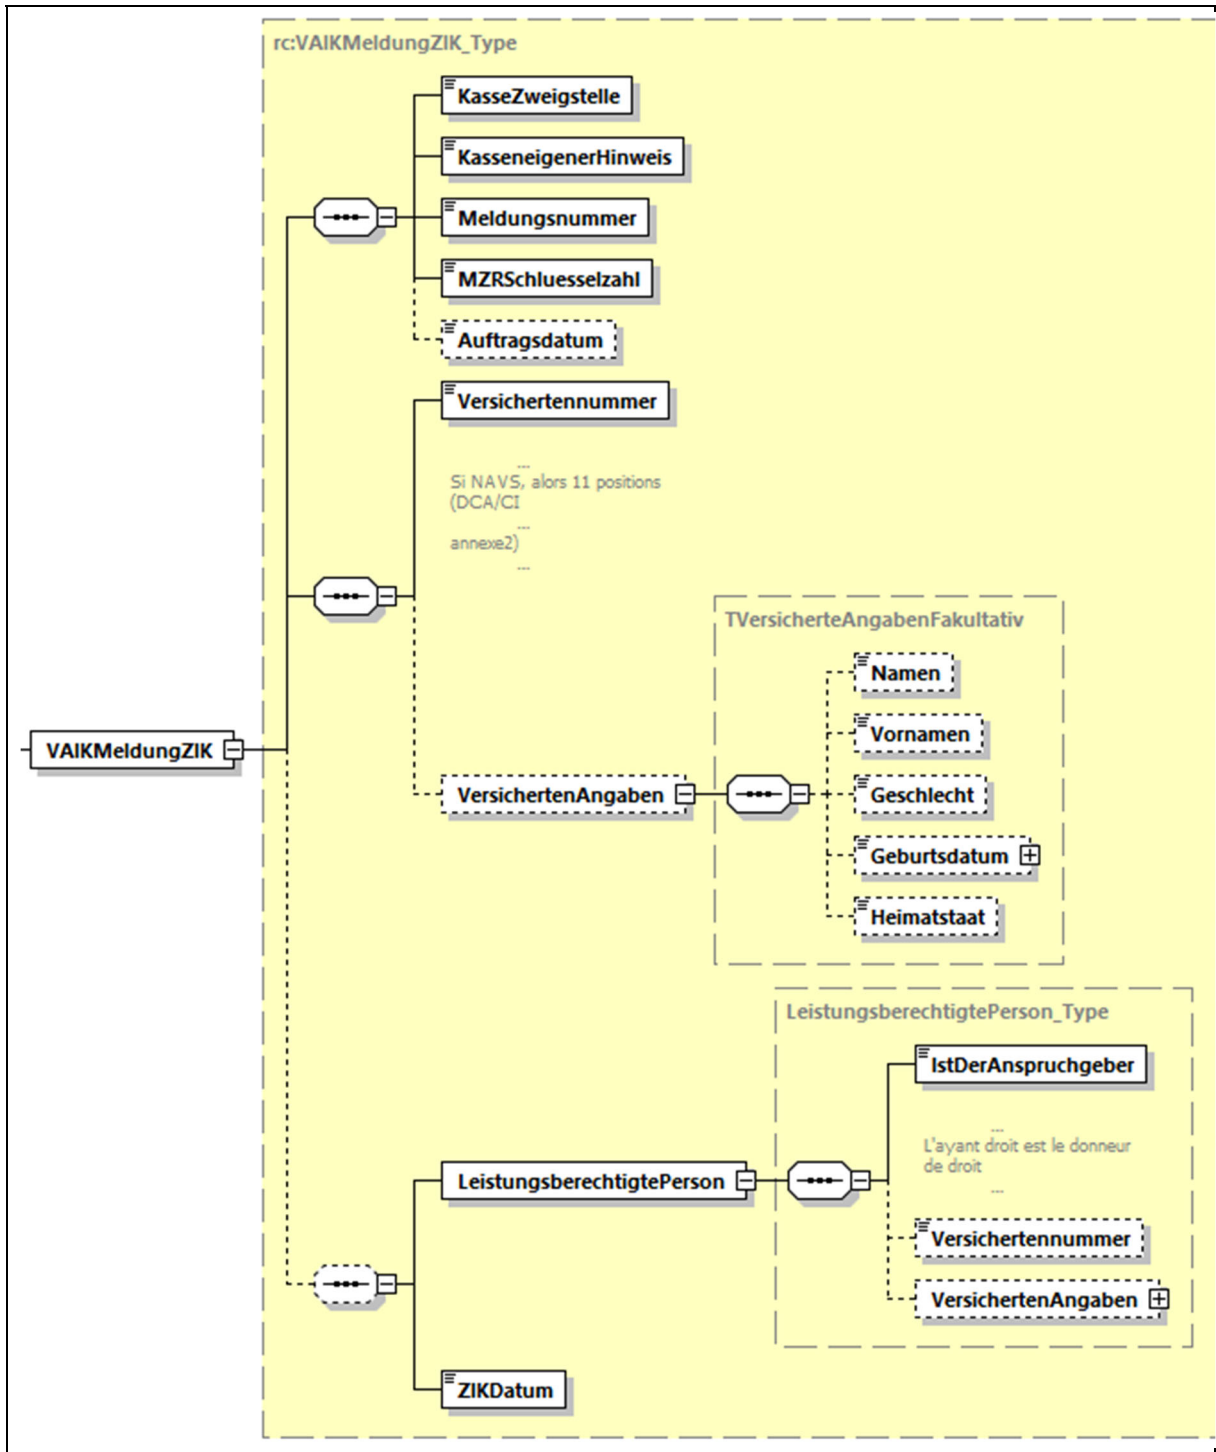 rc:VAIKMeldungZIK_Type
KasseZweigstelle
KasseneigenerHinweis
Meldungsnummer
MZRSchluesselzahl
Auftragsdatum
Versichertennummer
...
Si NAVS, alors 11 positions
(DCA/CI
...
annexe2)
...
TVersicherteAngabenFakultativ
Namen
Vornamen
VAIKMeldungZIK
VersichertenAngaben
Geschlecht
Geburtsdatum
Heimatstaat
LeistungsberechtigtePerson_Type
IstDerAnspruchgeber
...
L'ayant droit est le donneur
de droit
...
LeistungsberechtigtePerson
Versichertennummer
VersichertenAngaben
ZIKDatum